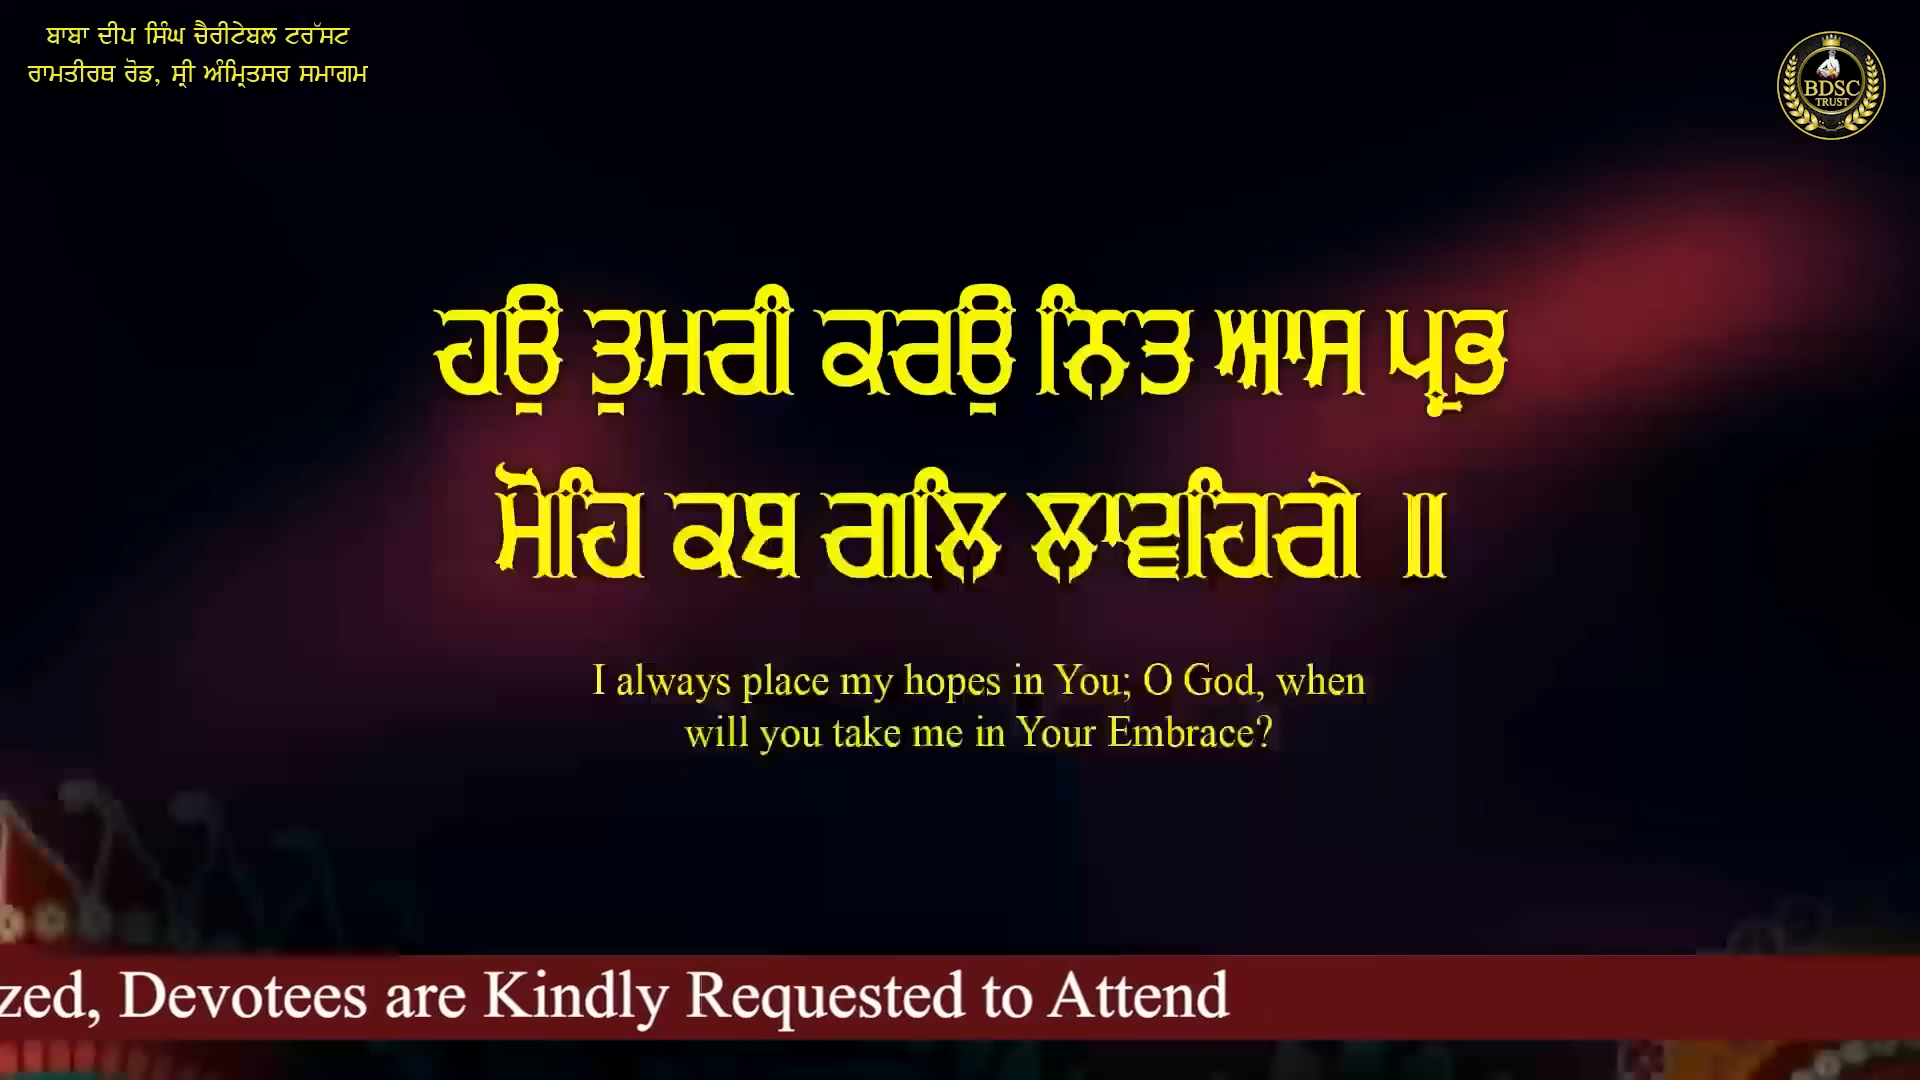 ਬਾਬਾ ਦੀਪ ਸਿੰਘ ਚੈਰੀਟੇਬਲ ਟਰੱਸਟ
ਰਾਮਤੀਰਥ ਰੋਡ, ਸ੍ਰੀ ਅੰਮ੍ਰਿਤਸਰ ਸਮਾਗਮ
BDSC
TRUST
ਹਉ ਤੁਮਰੀ ਕਰਉ ਨਿਤ ਆਸ ਪ੍ਰਭ
ਮੋਹਿ ਕਬ ਗਲਿ ਲਾਵਹਿਗੇ ॥
I always place my hopes in You; O God, when
will you take me in Your Embrace?
zed, Devotees are Kindly Requested to Attend